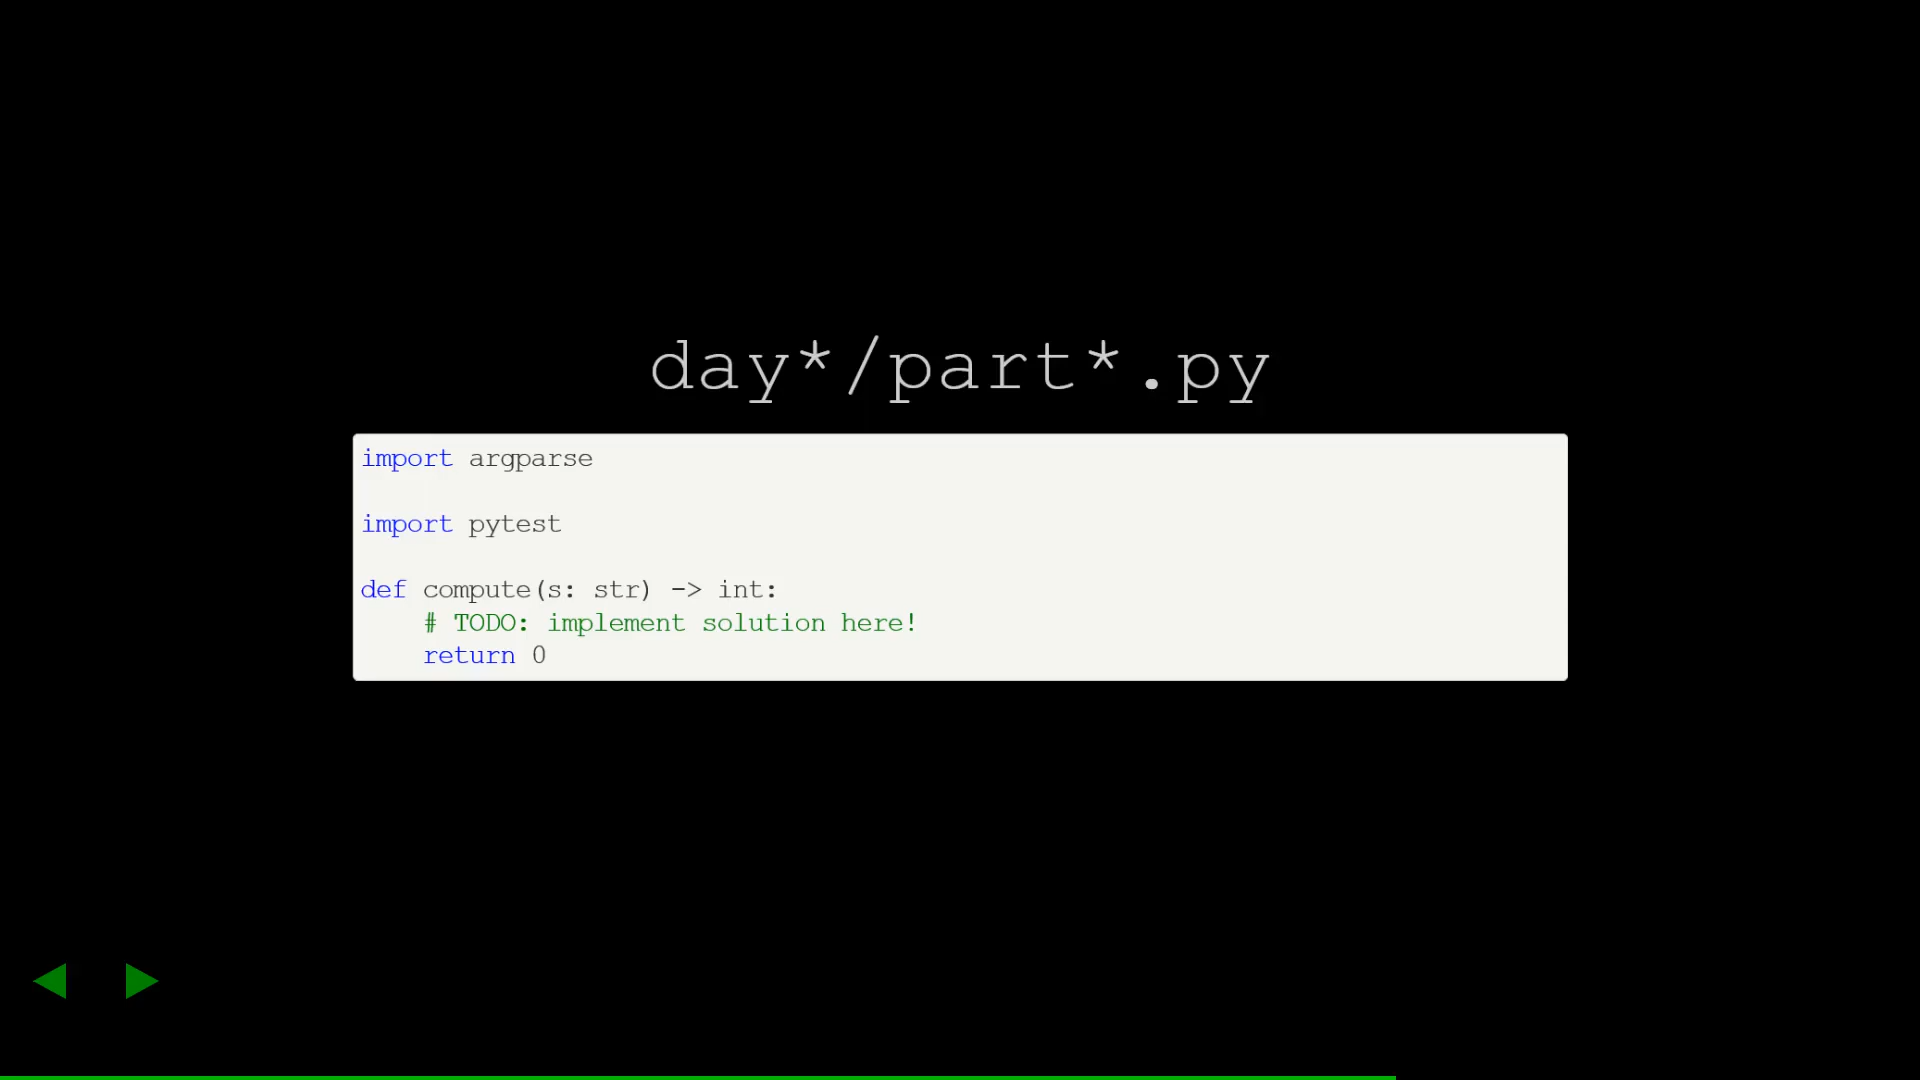 day*/part*.py
import argparse
import pytest
def compute(s: str) -> int:
    # TODO: implement solution here!
    return 0